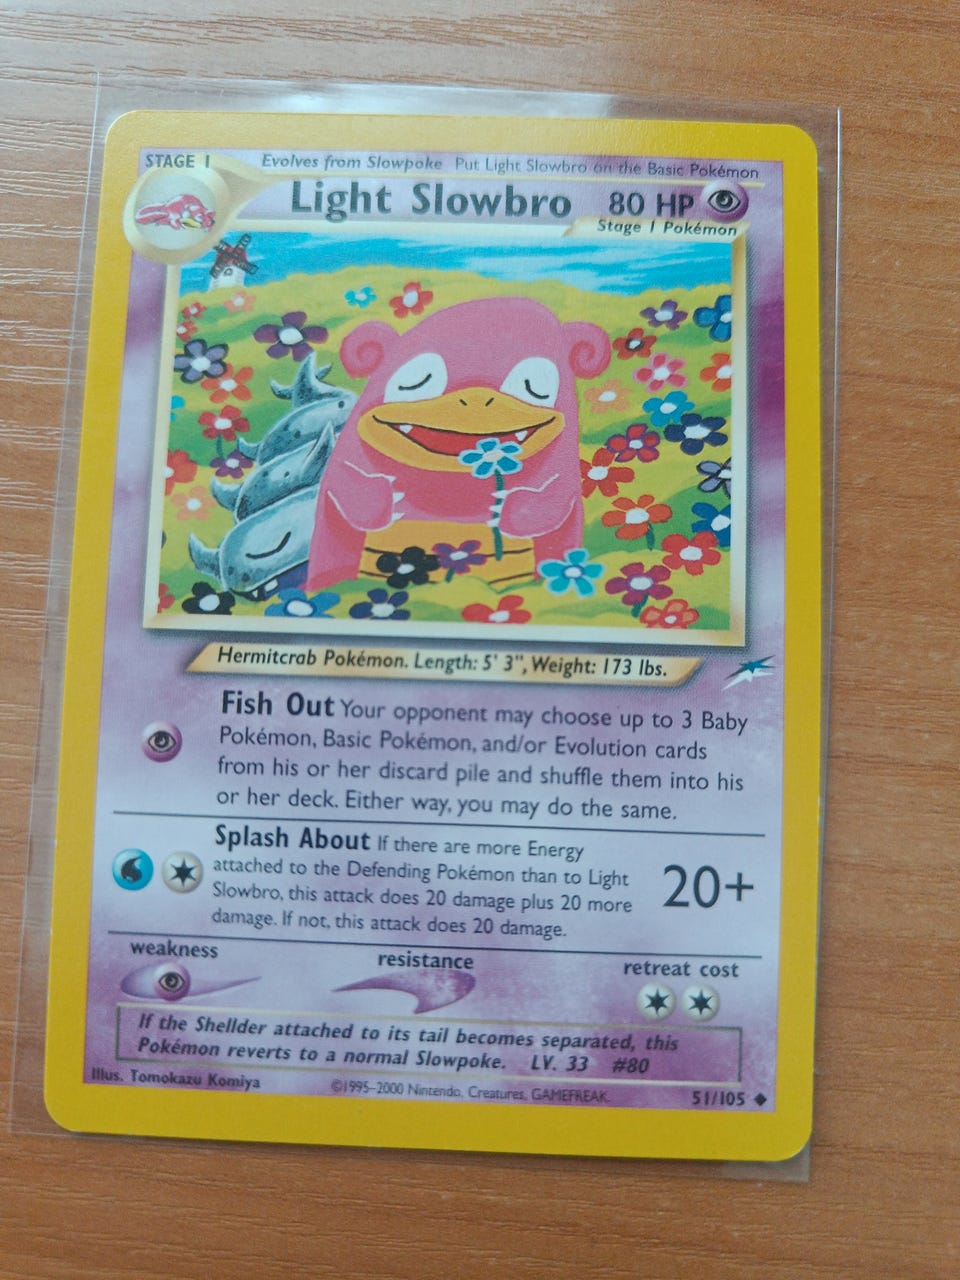 STAGE 1 Evolves from Slowpoke Put Light Slowbro on the Basic Pokémon
Light Slowbro 80 HP
Stage 1 Pokémon
Hermitcrab Pokémon. Length: 5' 3", Weight: 173 lbs.
Fish Out Your opponent may choose up to 3 Baby
Pokémon, Basic Pokémon, and/or Evolution cards
from his or her discard pile and shuffle them into his
or her deck. Either way, you may do the same.
Splash About If there are more Energy
attached to the Defending Pokémon than to Light
Slowbro, this attack does 20 damage plus 20 more
damage. If not, this attack does 20 damage.
20+
weakness resistance retreat cost
If the Shellder attached to its tail becomes separated, this
Pokémon reverts to a normal Slowpoke. LV. 33 #80
Illus. Tomokazu Komiya ©1995–2000 Nintendo, Creatures, GAMEFREAK. 51/105